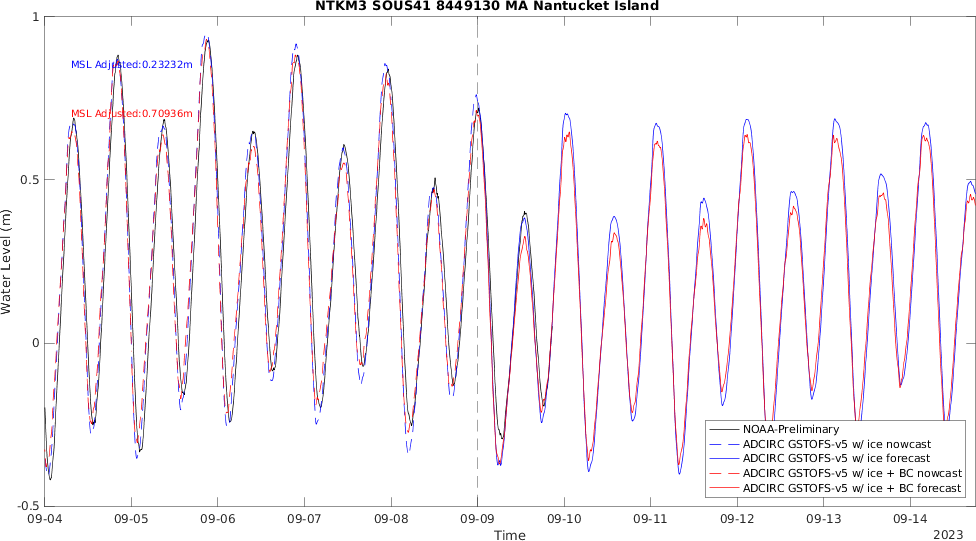 NTKM3 SOUS41 8449130 MA Nantucket Island
1
MSL Adjusted:0.23232m
MSL Adjusted:0.70936m
0.5
Water Level (m)
0
NOAA-Preliminary
ADCIRC GSTOFS-v5 w/ ice nowcast
ADCIRC GSTOFS-v5 w/ ice forecast
ADCIRC GSTOFS-v5 w/ ice + BC nowcast
ADCIRC GSTOFS-v5 w/ ice + BC forecast
-0.5
09-04 09-05 09-06 09-07 09-08 09-09 09-10 09-11 09-12 09-13 09-14
Time
2023